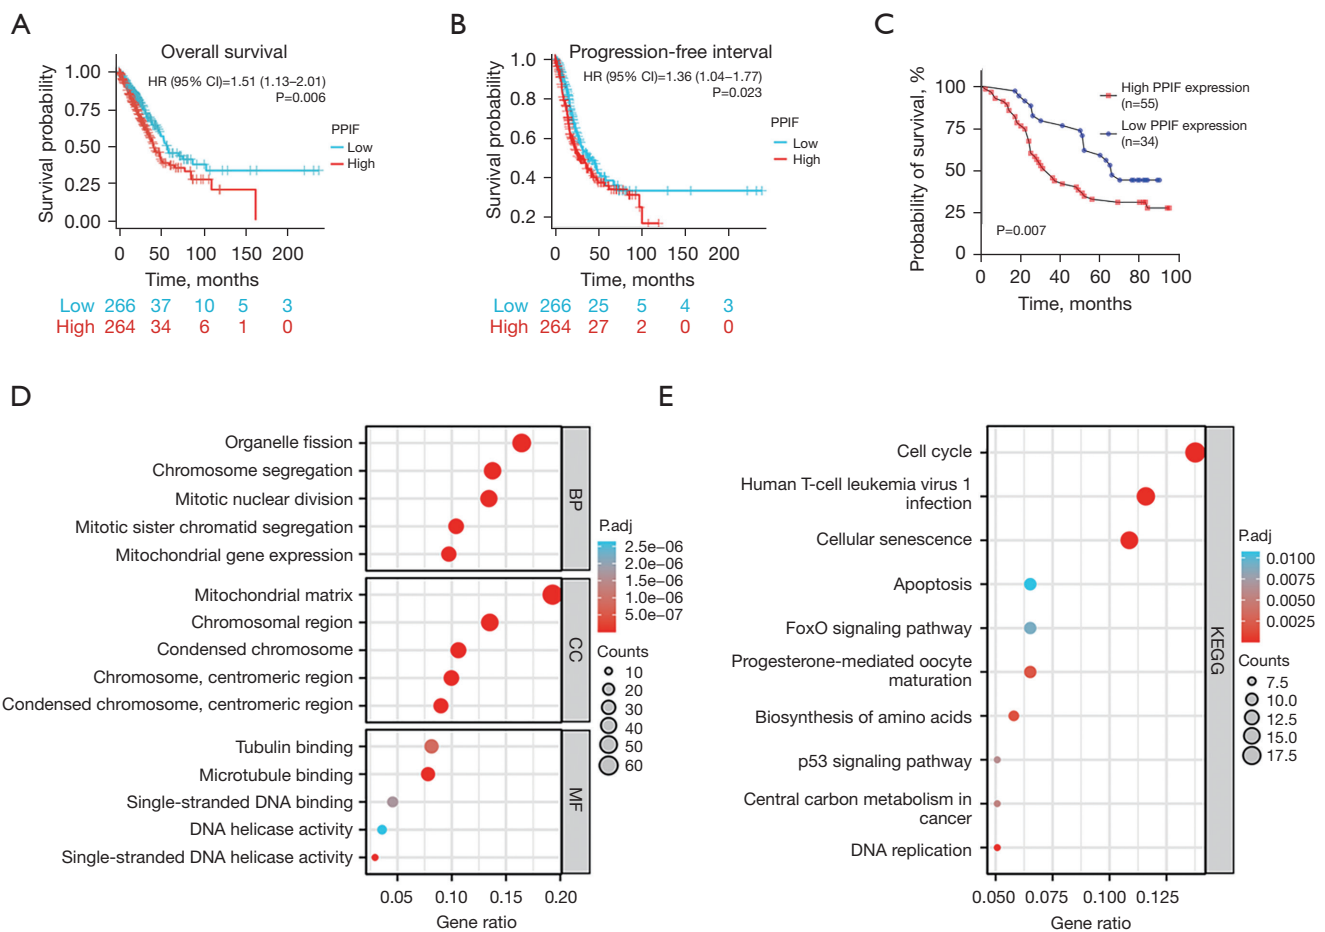 A
Overall survival
HR (95% CI)=1.51 (1.13–2.01)
P=0.006
Survival probability
1.00
0.75
0.50
0.25
0.00
PPIF
Low
High
0 50 100 150 200
Time, months
Low 266 37 10 5 3
High 264 34 6 1 0
B
Progression-free interval
HR (95% CI)=1.36 (1.04–1.77)
P=0.023
Survival probability
1.0
0.8
0.6
0.4
0.2
PPIF
Low
High
0 50 100 150 200
Time, months
Low 266 25 5 4 3
High 264 27 2 0 0
C
Probability of survival, %
100
75
50
25
0
High PPIF expression
(n=55)
Low PPIF expression
(n=34)
P=0.007
0 20 40 60 80 100
Time, months
D
Organelle fission
Chromosome segregation
Mitotic nuclear division
Mitotic sister chromatid segregation
Mitochondrial gene expression
BP
Mitochondrial matrix
Chromosomal region
Condensed chromosome
Chromosome, centromeric region
Condensed chromosome, centromeric region
CC
Tubulin binding
Microtubule binding
Single-stranded DNA binding
DNA helicase activity
Single-stranded DNA helicase activity
MF
0.05 0.10 0.15 0.20
Gene ratio
P.adj
2.5e−06
2.0e−06
1.5e−06
1.0e−06
5.0e−07
Counts
10
20
30
40
50
60
E
Cell cycle
Human T-cell leukemia virus 1
infection
Cellular senescence
Apoptosis
FoxO signaling pathway
Progesterone-mediated oocyte
maturation
Biosynthesis of amino acids
p53 signaling pathway
Central carbon metabolism in
cancer
DNA replication
KEGG
0.050 0.075 0.100 0.125
Gene ratio
P.adj
0.0100
0.0075
0.0050
0.0025
Counts
7.5
10.0
12.5
15.0
17.5